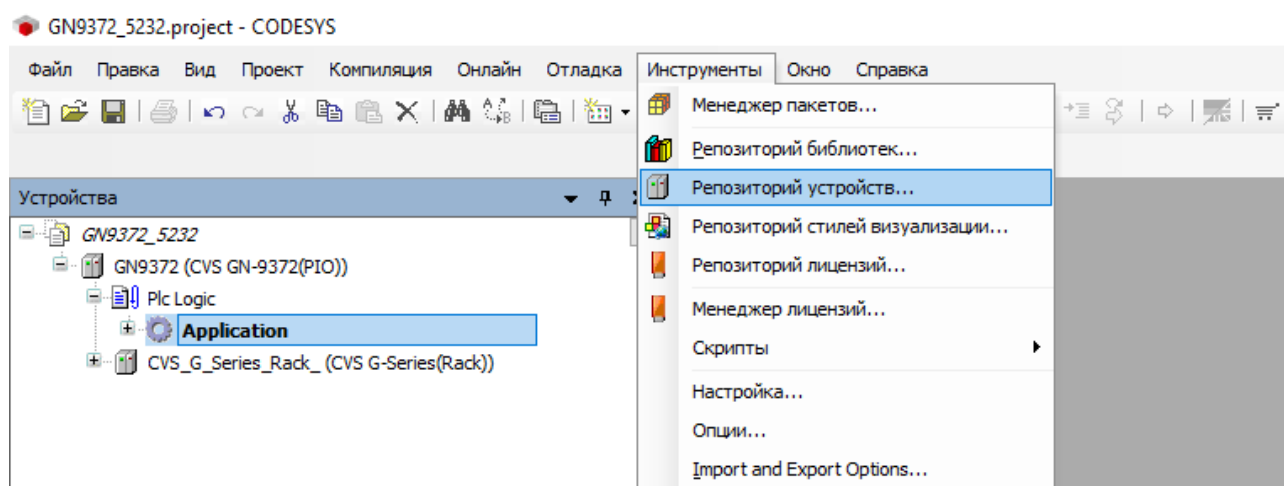 GN9372_5232.project - CODESYS
Файл Правка Вид Проект Компиляция Онлайн Отладка Инструменты Окно Справка
Менеджер пакетов...
Репозиторий библиотек...
Устройства
Репозиторий устройств...
GN9372_5232
Репозиторий стилей визуализации...
GN9372 (CVS GN-9372(PIO))
Репозиторий лицензий...
Plc Logic
Менеджер лицензий...
Application
Скрипты
CVS_G_Series_Rack_ (CVS G-Series(Rack))
Настройка...
Опции...
Import and Export Options...